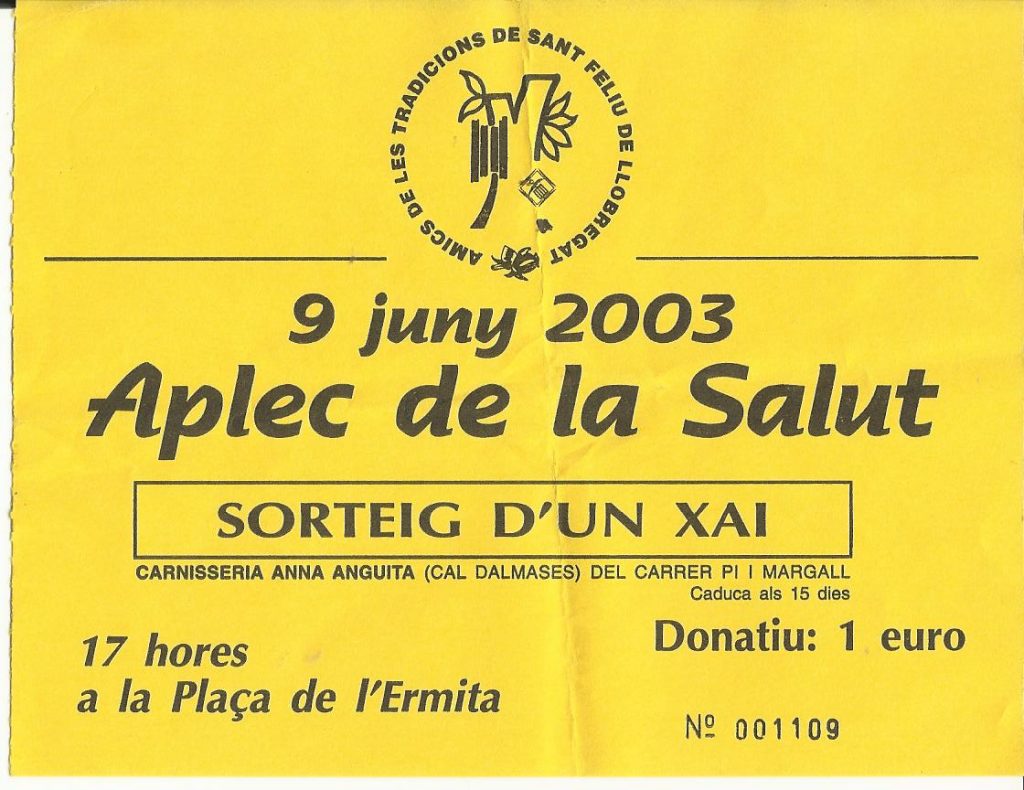 AMICS DE LES TRADICIONS DE SANT FELIU DE LLOBREGAT
9 juny 2003
Aplec de la Salut
SORTEIG D'UN XAI
CARNISSERIA ANNA ANGUITA (CAL DALMASES) DEL CARRER PI I MARGALL
Caduca als 15 dies
17 hores
a la Plaça de l'Ermita
Donatiu: 1 euro
Nº 001109